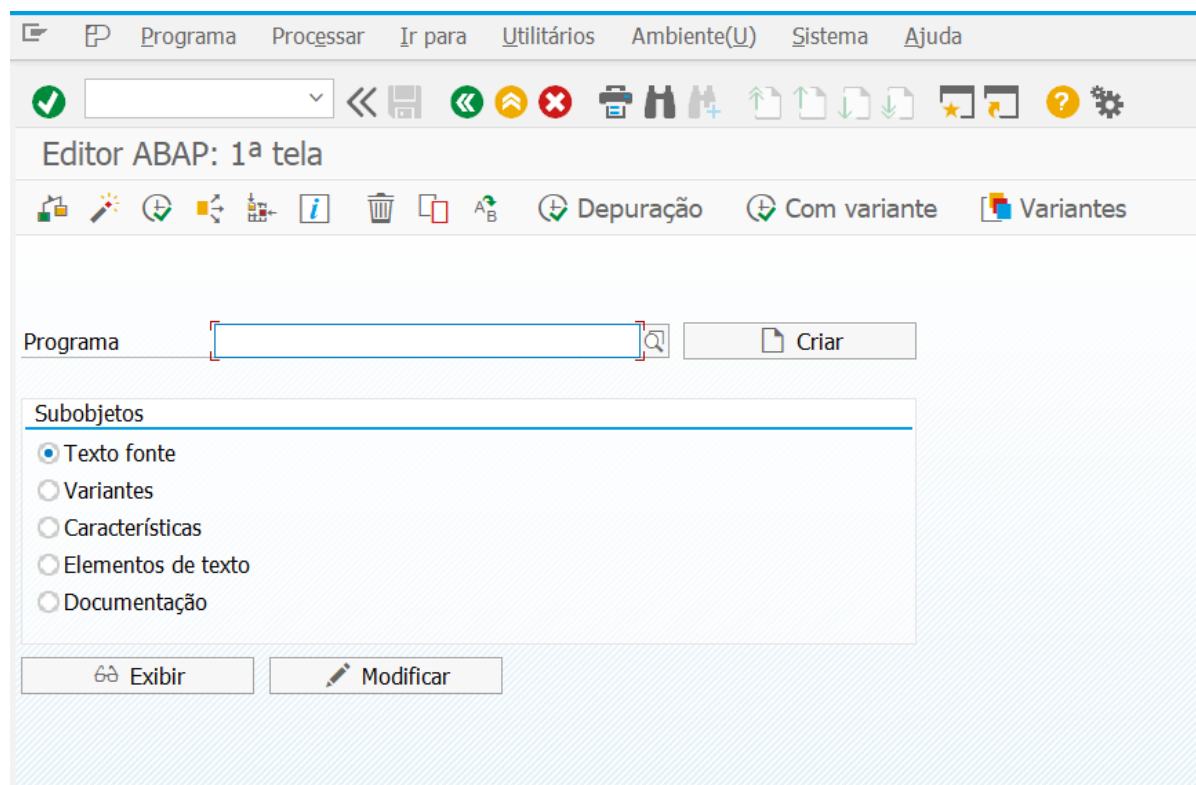 Programa Processar Ir para Utilitários Ambiente(U) Sistema Ajuda
Editor ABAP: 1ª tela
Depuração Com variante Variantes
Programa Criar
Subobjetos
Texto fonte
Variantes
Características
Elementos de texto
Documentação
Exibir Modificar